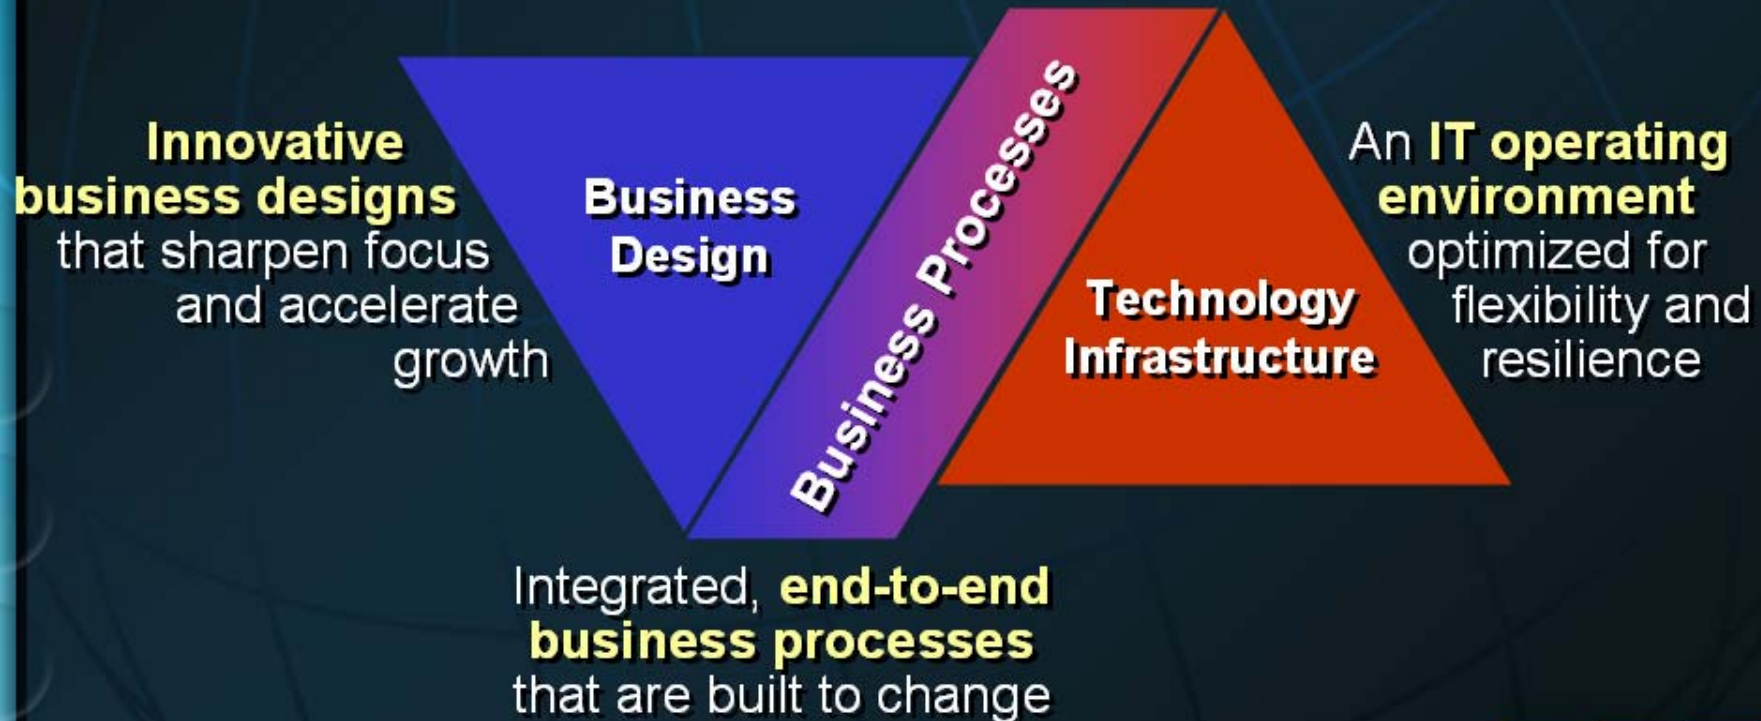 Innovative
business designs
that sharpen focus
and accelerate
growth
Business
Design
Business Processes
Technology
Infrastructure
An IT operating
environment
optimized for
flexibility and
resilience
Integrated, end-to-end
business processes
that are built to change